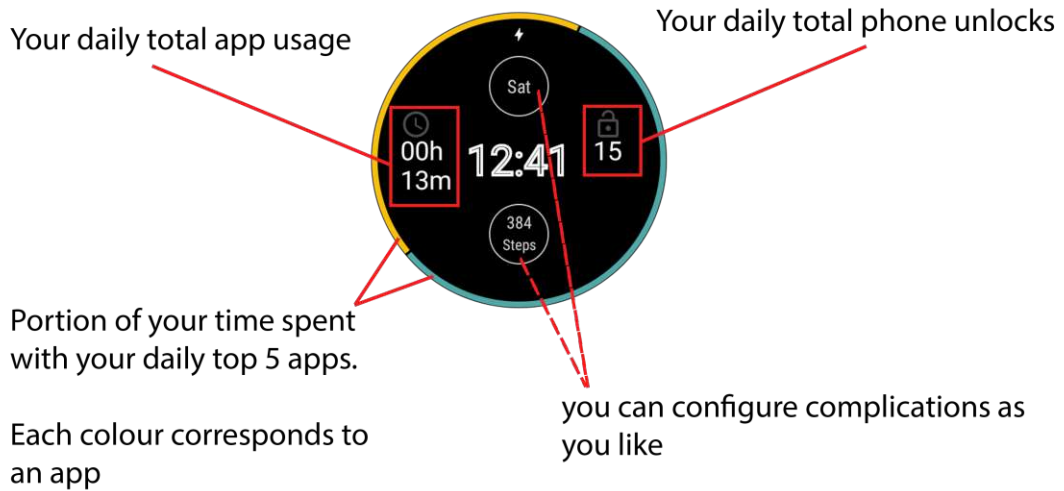 Your daily total app usage
Your daily total phone unlocks
Sat
00h
13m
12:41
15
384
Steps
Portion of your time spent
with your daily top 5 apps.
Each colour corresponds to
an app
you can configure complications as
you like